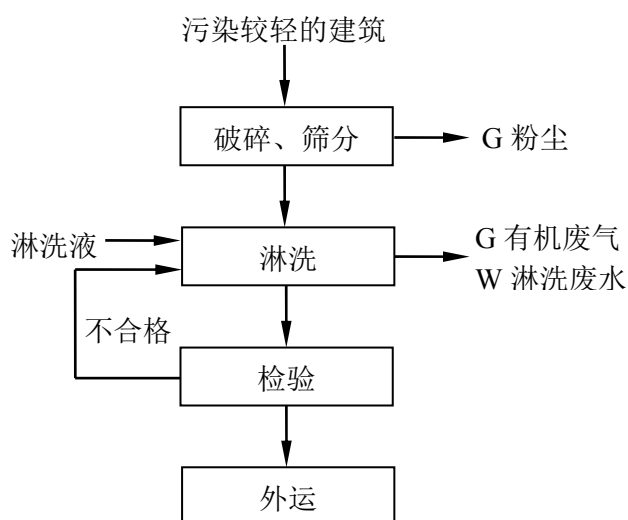 污染较轻的建筑
破碎、筛分
G 粉尘
淋洗液
淋洗
G 有机废气
W 淋洗废水
不合格
检验
外运